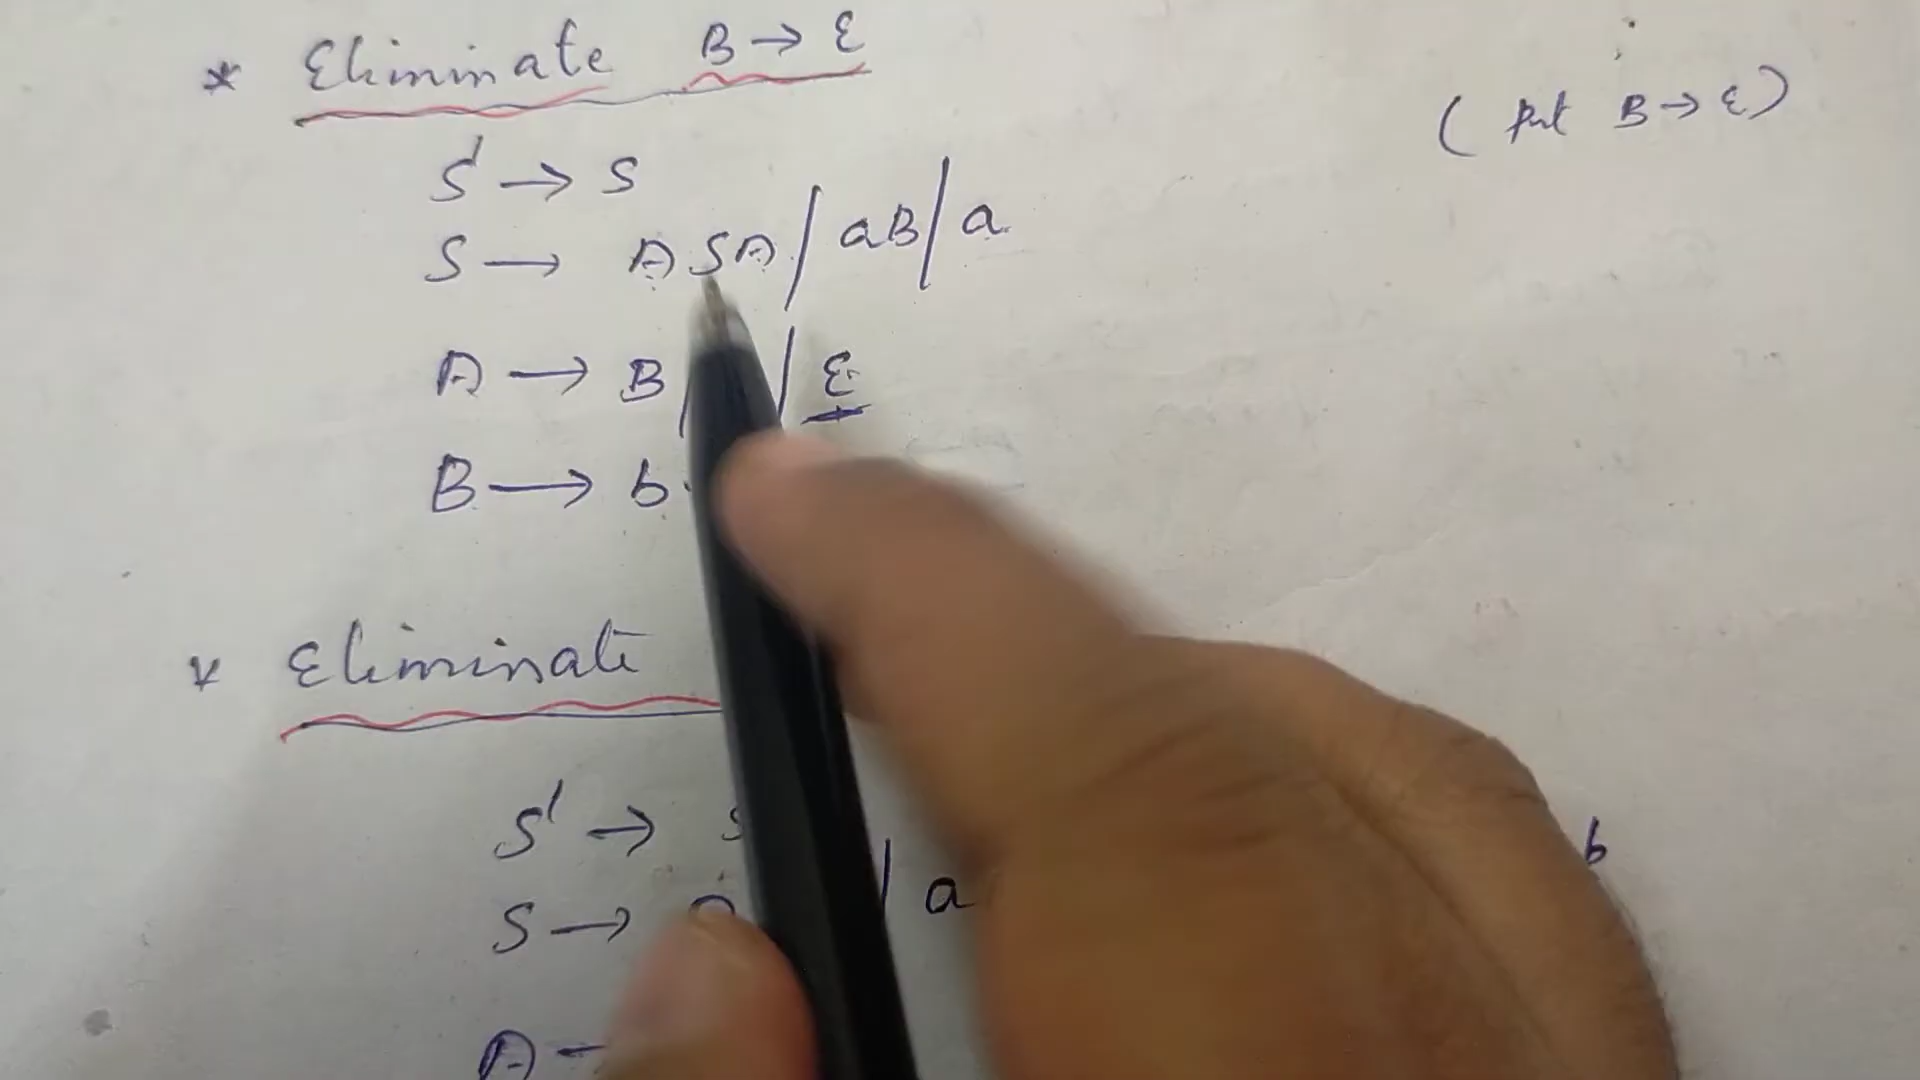 * Eliminate B → ε
( Put B → ε )
S' → S
S → ASA / aB / a
A → B / / ε
B → b
* Eliminate
S' → S
b
S → a
A